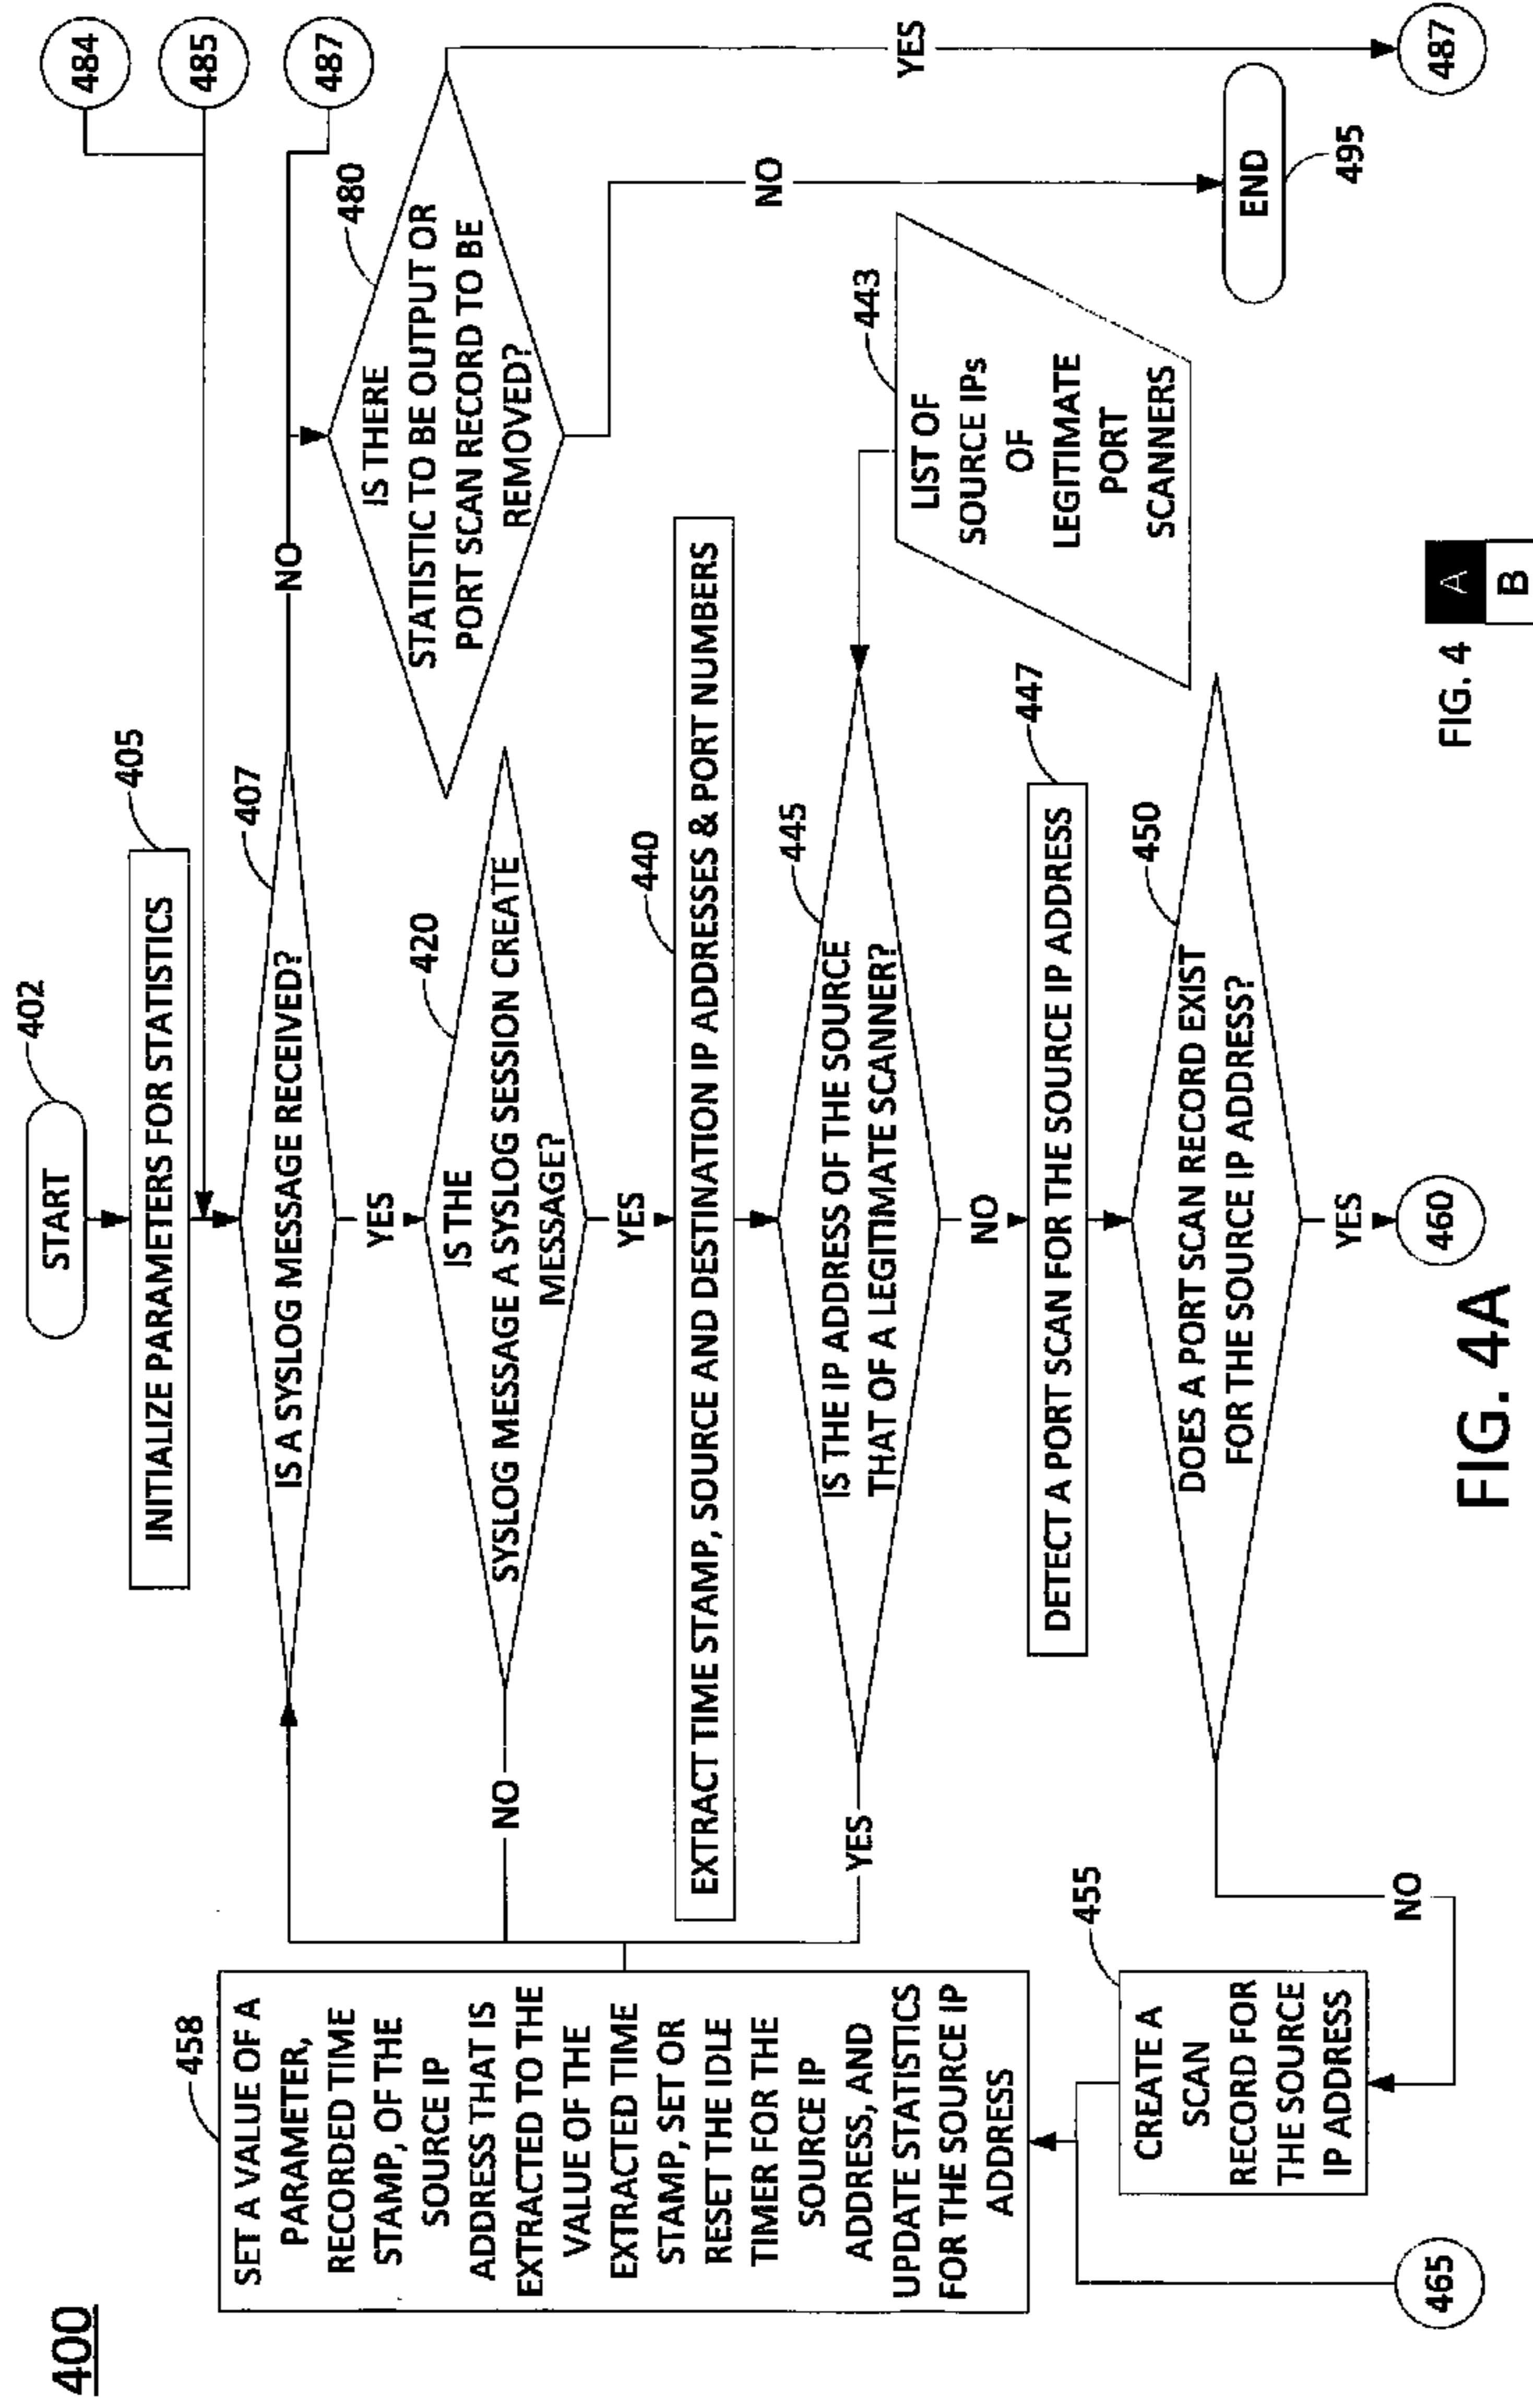 400
START
402
INITIALIZE PARAMETERS FOR STATISTICS
405
484
485
487
IS A SYSLOG MESSAGE RECEIVED?
407
NO
YES
IS THERE
STATISTIC TO BE OUTPUT OR
PORT SCAN RECORD TO BE
REMOVED?
480
YES
487
NO
END
495
IS THE
SYSLOG MESSAGE A SYSLOG SESSION CREATE
MESSAGE?
420
NO
YES
EXTRACT TIME STAMP, SOURCE AND DESTINATION IP ADDRESSES & PORT NUMBERS
440
IS THE IP ADDRESS OF THE SOURCE
THAT OF A LEGITIMATE SCANNER?
445
YES
NO
LIST OF
SOURCE IPs
OF
LEGITIMATE
PORT
SCANNERS
443
DETECT A PORT SCAN FOR THE SOURCE IP ADDRESS
447
DOES A PORT SCAN RECORD EXIST
FOR THE SOURCE IP ADDRESS?
450
NO
YES
460
SET A VALUE OF A
PARAMETER,
RECORDED TIME
STAMP, OF THE
SOURCE IP
ADDRESS THAT IS
EXTRACTED TO THE
VALUE OF THE
EXTRACTED TIME
STAMP, SET OR
RESET THE IDLE
TIMER FOR THE
SOURCE IP
ADDRESS, AND
UPDATE STATISTICS
FOR THE SOURCE IP
ADDRESS
458
CREATE A
SCAN
RECORD FOR
THE SOURCE
IP ADDRESS
455
465
FIG. 4A
FIG. 4
A
B